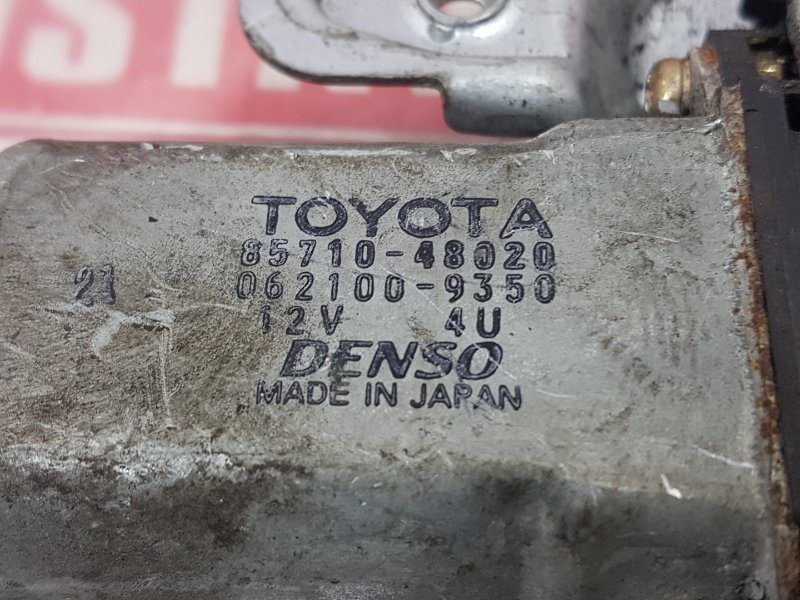 TOYOTA
85710-48020
21 062100-9350
12V 4U
DENSO
MADE IN JAPAN